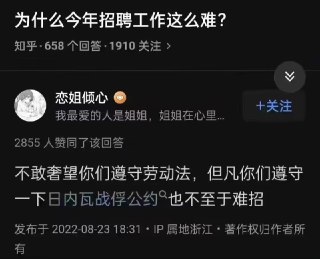 为什么今年招聘工作这么难？
知乎 · 658 个回答 · 1910 关注 >
恋姐倾心
我最爱的人是姐姐，姐姐在心里...
+关注
2855 人赞同了该回答
不敢奢望你们遵守劳动法，但凡你们遵守
一下日内瓦战俘公约也不至于难招
发布于 2022-08-23 18:31 · IP 属地浙江 · 著作权归作者所
有